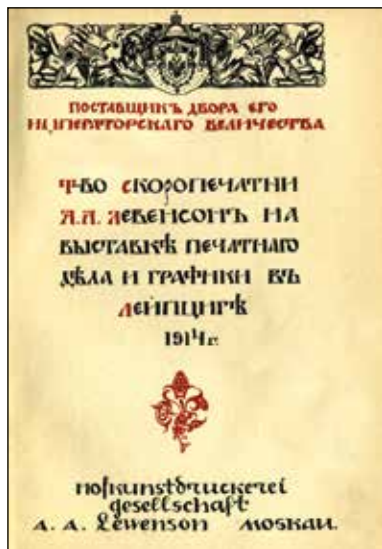 ПОСТАВЩИКЪ ДВОРА ЕГО
ИМПЕРАТОРСКАГО ВЕЛИЧЕСТВА
Т-ВО СКОРОПЕЧАТНИ
А.А. ЛЕВЕНСОНЪ НА
ВЫСТАВКѢ ПЕЧАТНАГО
ДѢЛА И ГРАФИКИ ВЪ
ЛЕЙПЦИГѢ
1914 г.
Hofkunstdruckerei
gesellschaft
A. A. Lewenson MOSKAU.